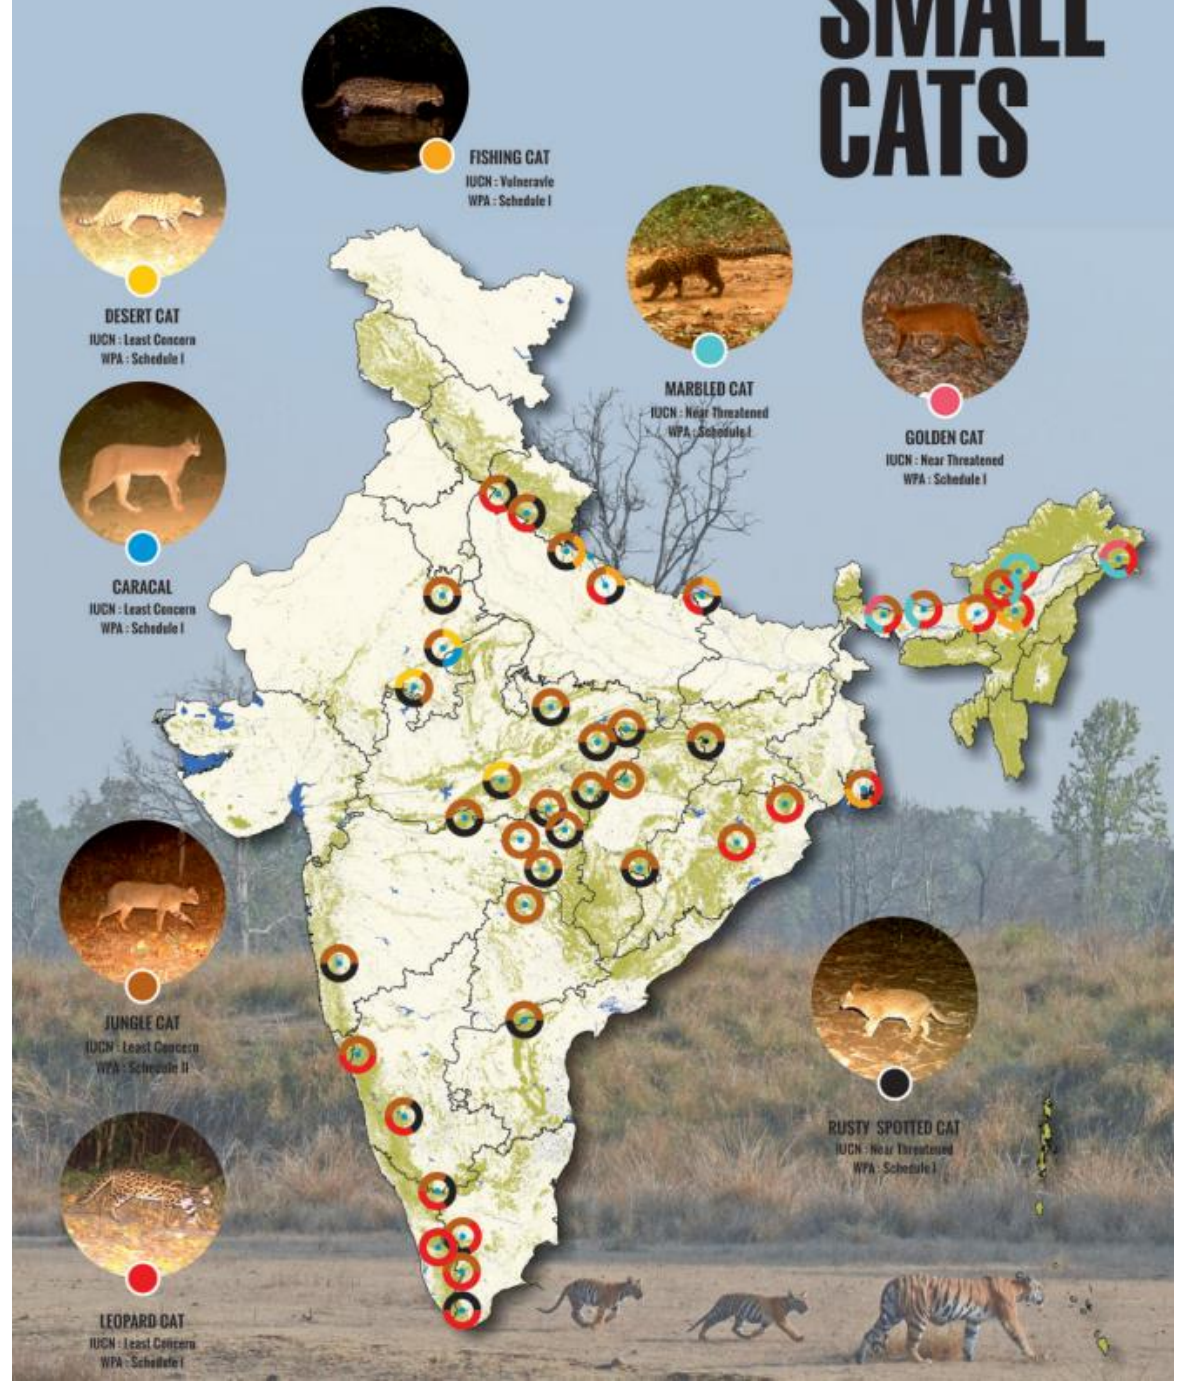 SMALL
CATS
FISHING CAT
IUCN : Vulneravle
WPA : Schedule I
DESERT CAT
IUCN : Least Concern
WPA : Schedule I
MARBLED CAT
IUCN : Near Threatened
WPA : Schedule I
GOLDEN CAT
IUCN : Near Threatened
WPA : Schedule I
CARACAL
IUCN : Least Concern
WPA : Schedule I
JUNGLE CAT
IUCN : Least Concern
WPA : Schedule II
RUSTY SPOTTED CAT
IUCN : Near Threatened
WPA : Schedule I
LEOPARD CAT
IUCN : Least Concern
WPA : Schedule I